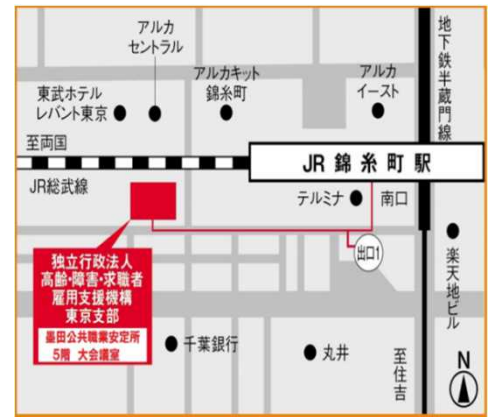 アルカ
セントラル
アルカキット
錦糸町
アルカ
イースト
地下鉄半蔵門線
東武ホテル
レバント東京
至両国
JR錦糸町駅
JR総武線
テルミナ
南口
出口1
楽天地ビル
独立行政法人
高齢・障害・求職者
雇用支援機構
東京支部
墨田公共職業安定所
5階 大会議室
千葉銀行
丸井
至住吉
N